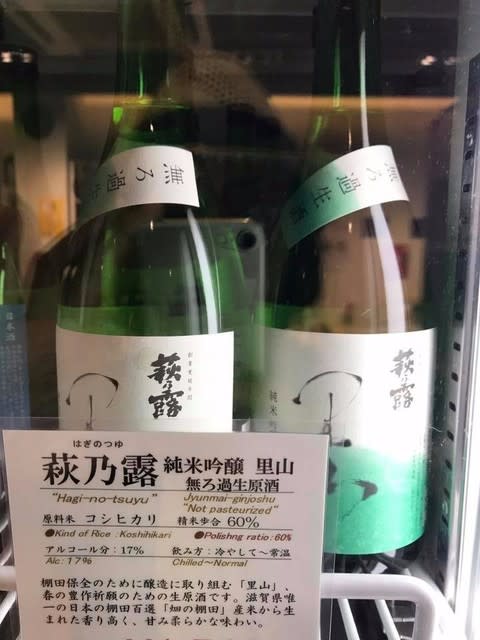 無ろ過生
無ろ過生酒
日本酒
萩乃露
純米吟
萩乃露
はぎのつゆ
萩乃露 純米吟醸 里山
無ろ過生原酒
"Hagi-no-tsuyu" Jyunmai-ginjoshu
"Not pasteurized"
原料米 コシヒカリ 精米歩合 60%
●Kind of Rice :Koshihikari ●Polishng ratio:60%
アルコール分:17% 飲み方:冷やして~常温
Alc:17% Chilled~Normal
棚田保全のために醸造に取り組む「里山」、
春の豊作祈願のための生原酒です。滋賀県唯
一の日本の棚田百選「畑の棚田」産米から生
まれた香り高く、甘み柔らかな味わい。